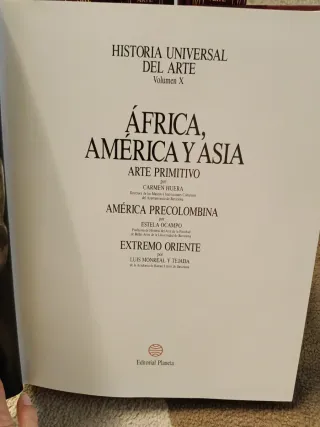 HISTORIA UNIVERSAL
DEL ARTE
Volumen X
ÁFRICA,
AMÉRICA Y ASIA
ARTE PRIMITIVO
por
CARMEN HUERA
AMÉRICA PRECOLOMBINA
por
ESTELA OCAMPO
EXTREMO ORIENTE
por
LUIS MONREAL Y TEJADA
Editorial Planeta